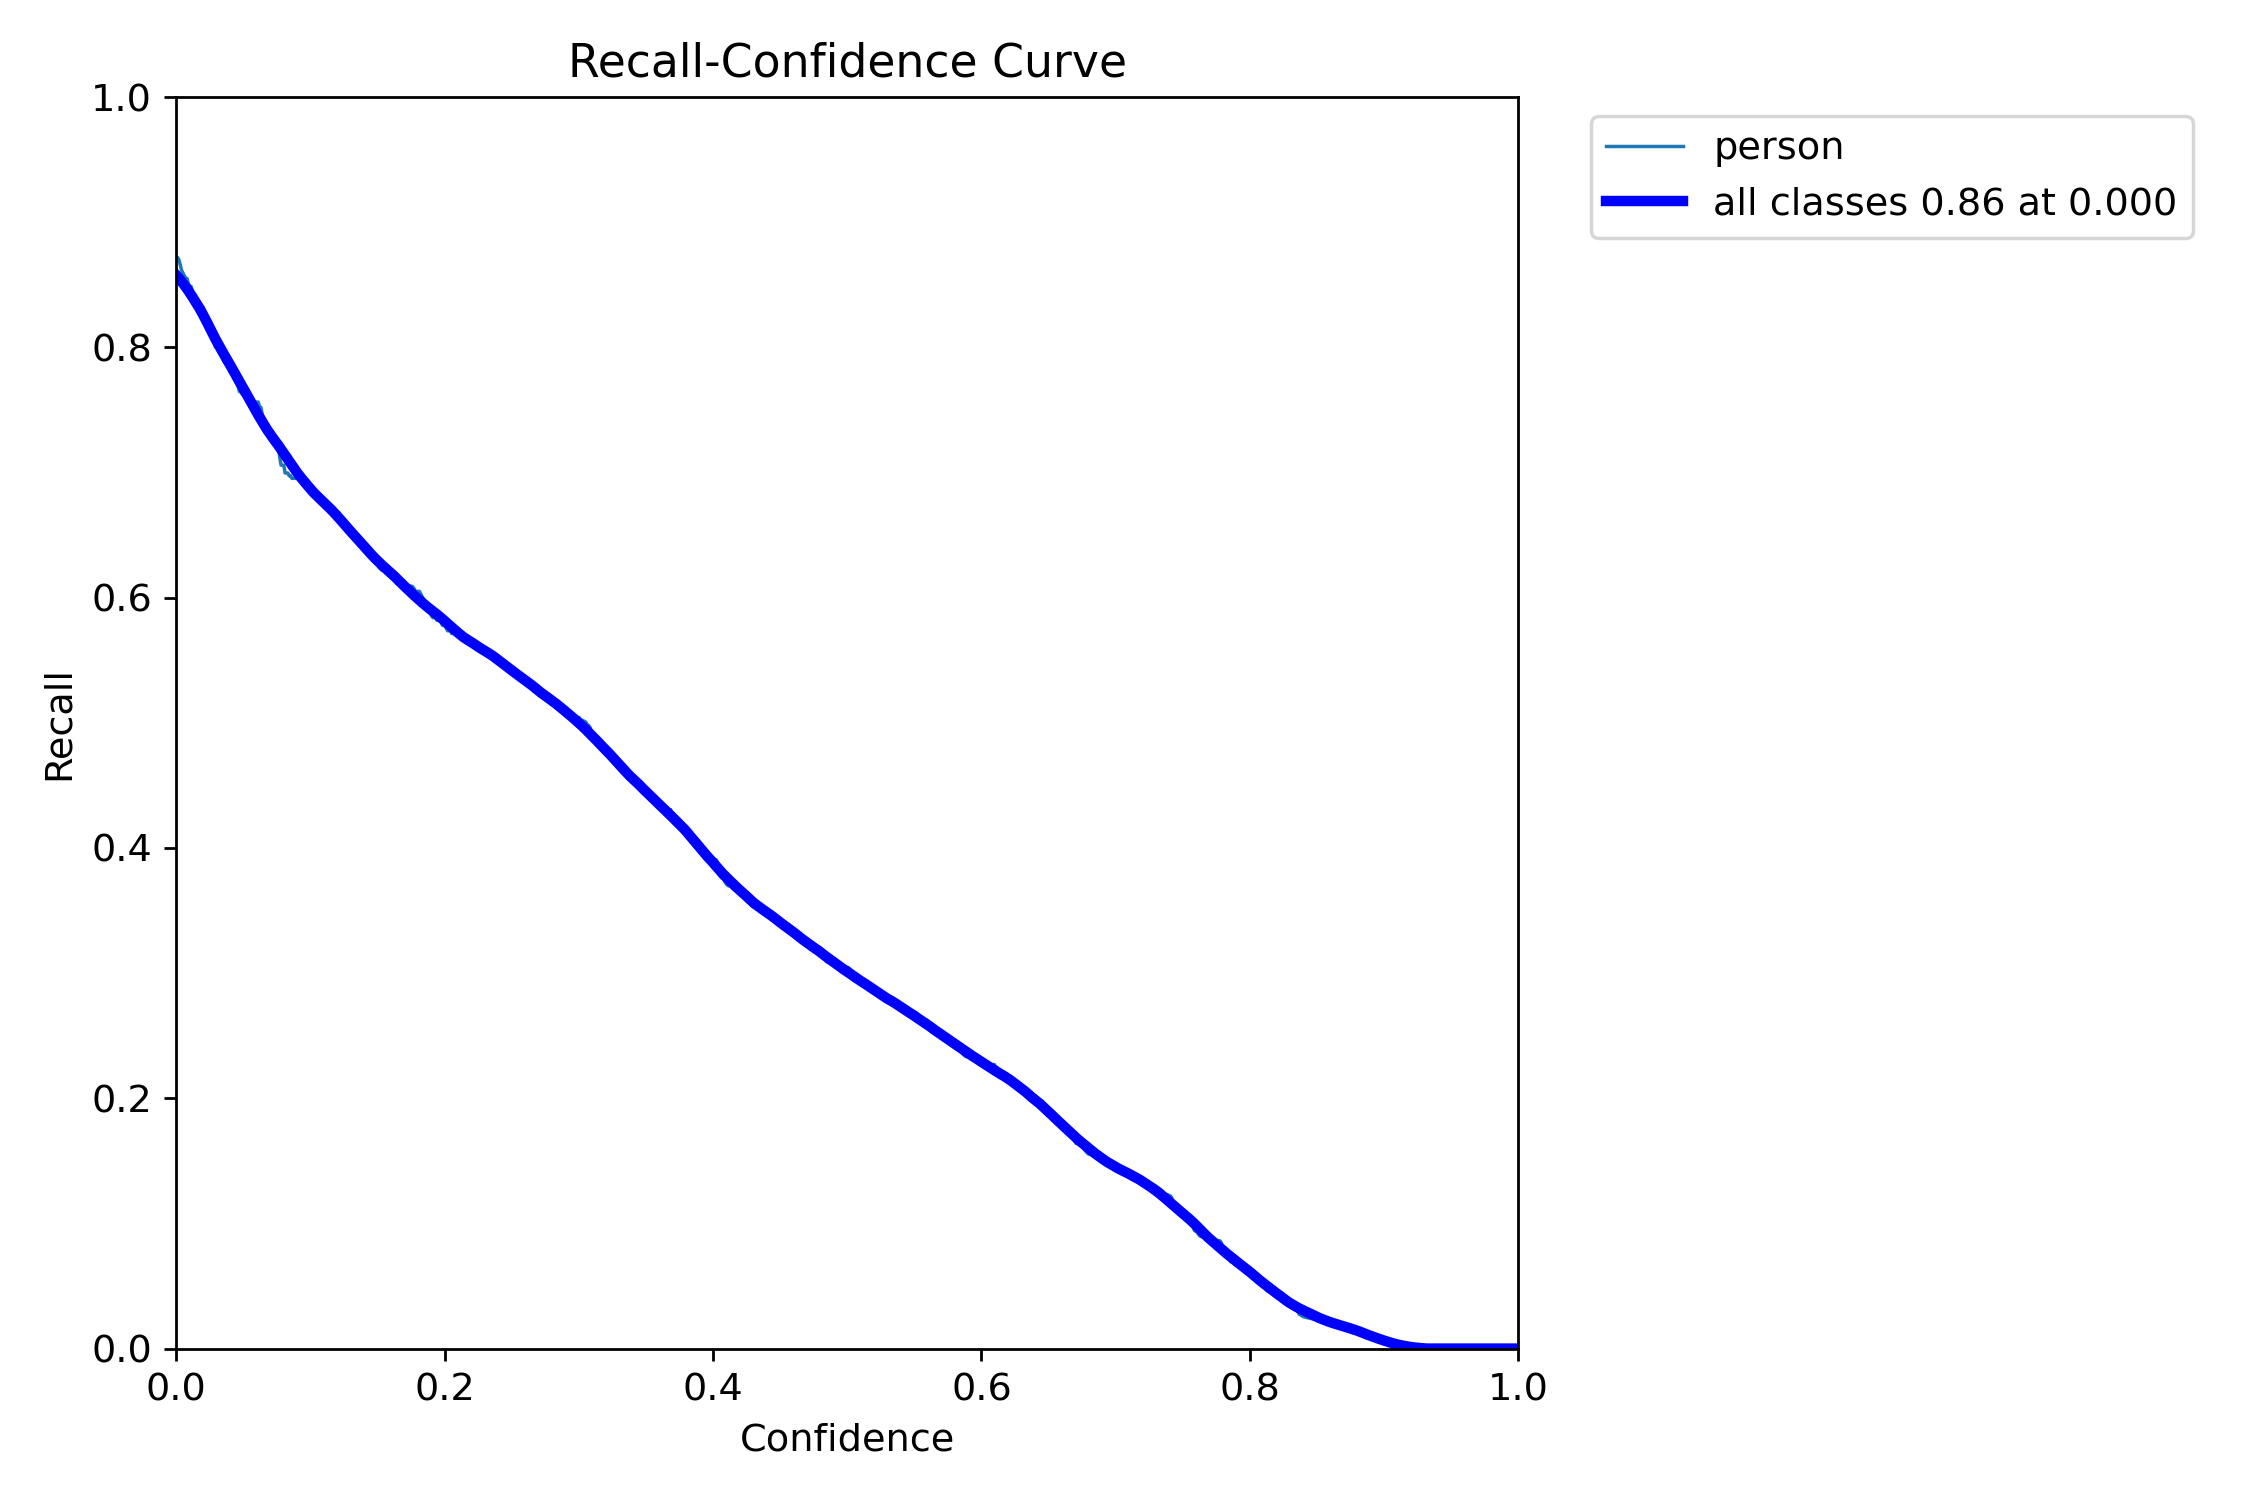 Recall-Confidence Curve
person
all classes 0.86 at 0.000
1.0
0.8
0.6
0.4
0.2
0.0
Recall
0.0 0.2 0.4 0.6 0.8 1.0
Confidence